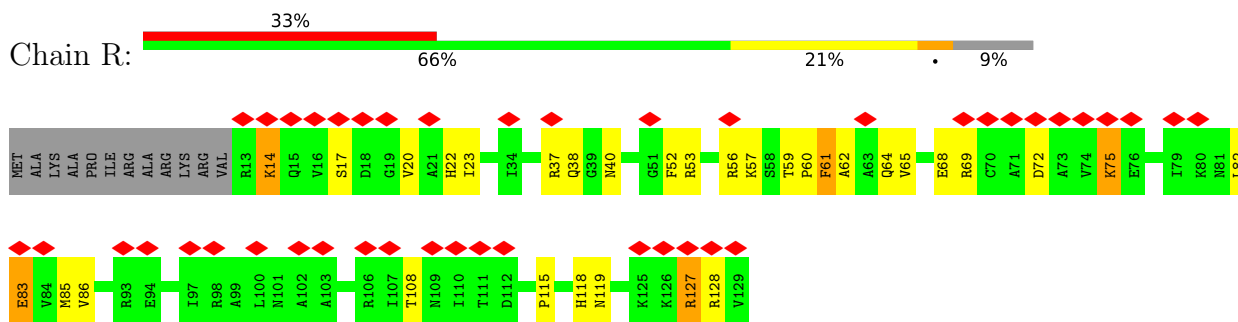 33%
Chain R:
66% 21% • 9%
MET ALA LYS ALA PRO ILE ARG ALA ARG LYS ARG VAL R13 K14 Q15 V16 S17 D18 G19 V20 A21 H22 I23 I34 R37 Q38 G39 N40 G51 F52 R53 R56 K57 S58 T59 P60 F61 A62 A63 Q64 V65 E68 R69 C70 A71 D72 A73 V74 K75 E76 I79 K80 N81 L82
E83 V84 M85 V86 R93 E94 I97 R98 A99 L100 N101 A102 A103 R106 I107 T108 N109 I110 T111 D112 P115 H118 N119 K125 K126 R127 R128 V129